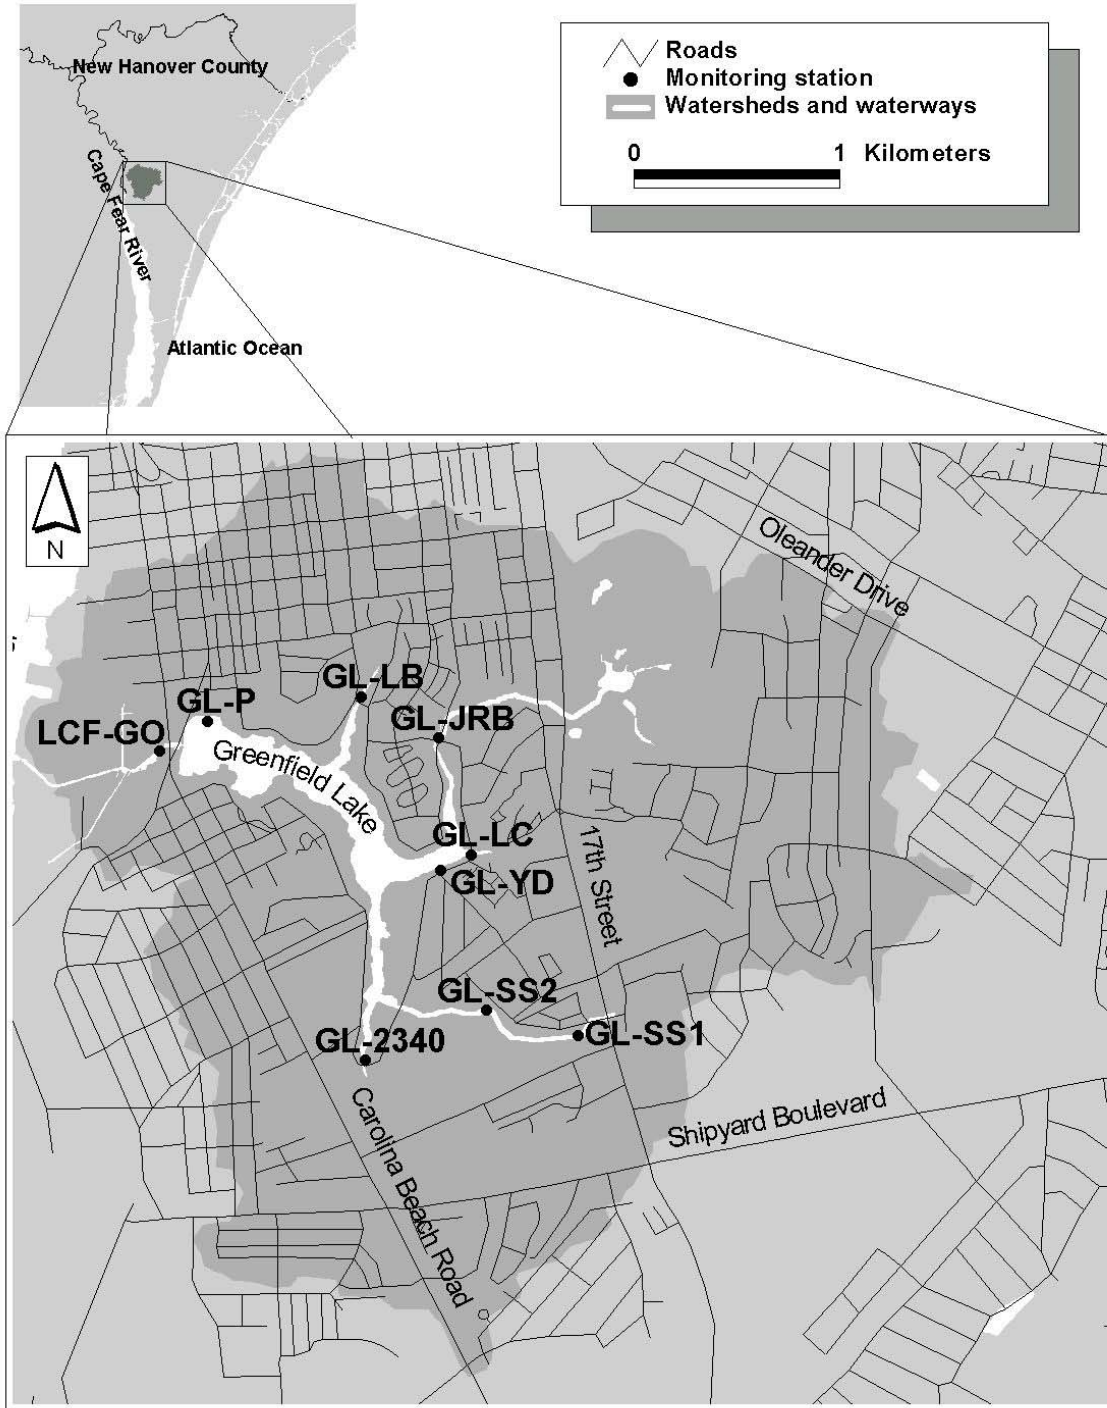 New Hanover County
Cape Fear River
Atlantic Ocean
Roads
Monitoring station
Watersheds and waterways
0 1 Kilometers
N
Oleander Drive
GL-LB
GL-P
GL-JRB
LCF-GO
Greenfield Lake
GL-LC
17th Street
GL-YD
GL-SS2
GL-SS1
GL-2340
Carolina Beach Road
Shipyard Boulevard